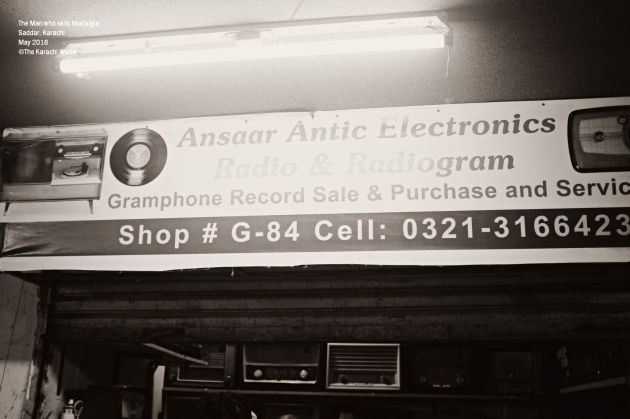 The Man who sells Nostalgia
Saddar, Karachi
May 2016
©The Karachi Walla
Ansaar Antic Electronics
Radio & Radiogram
Gramphone Record Sale & Purchase and Servic
Shop # G-84 Cell: 0321-3166423